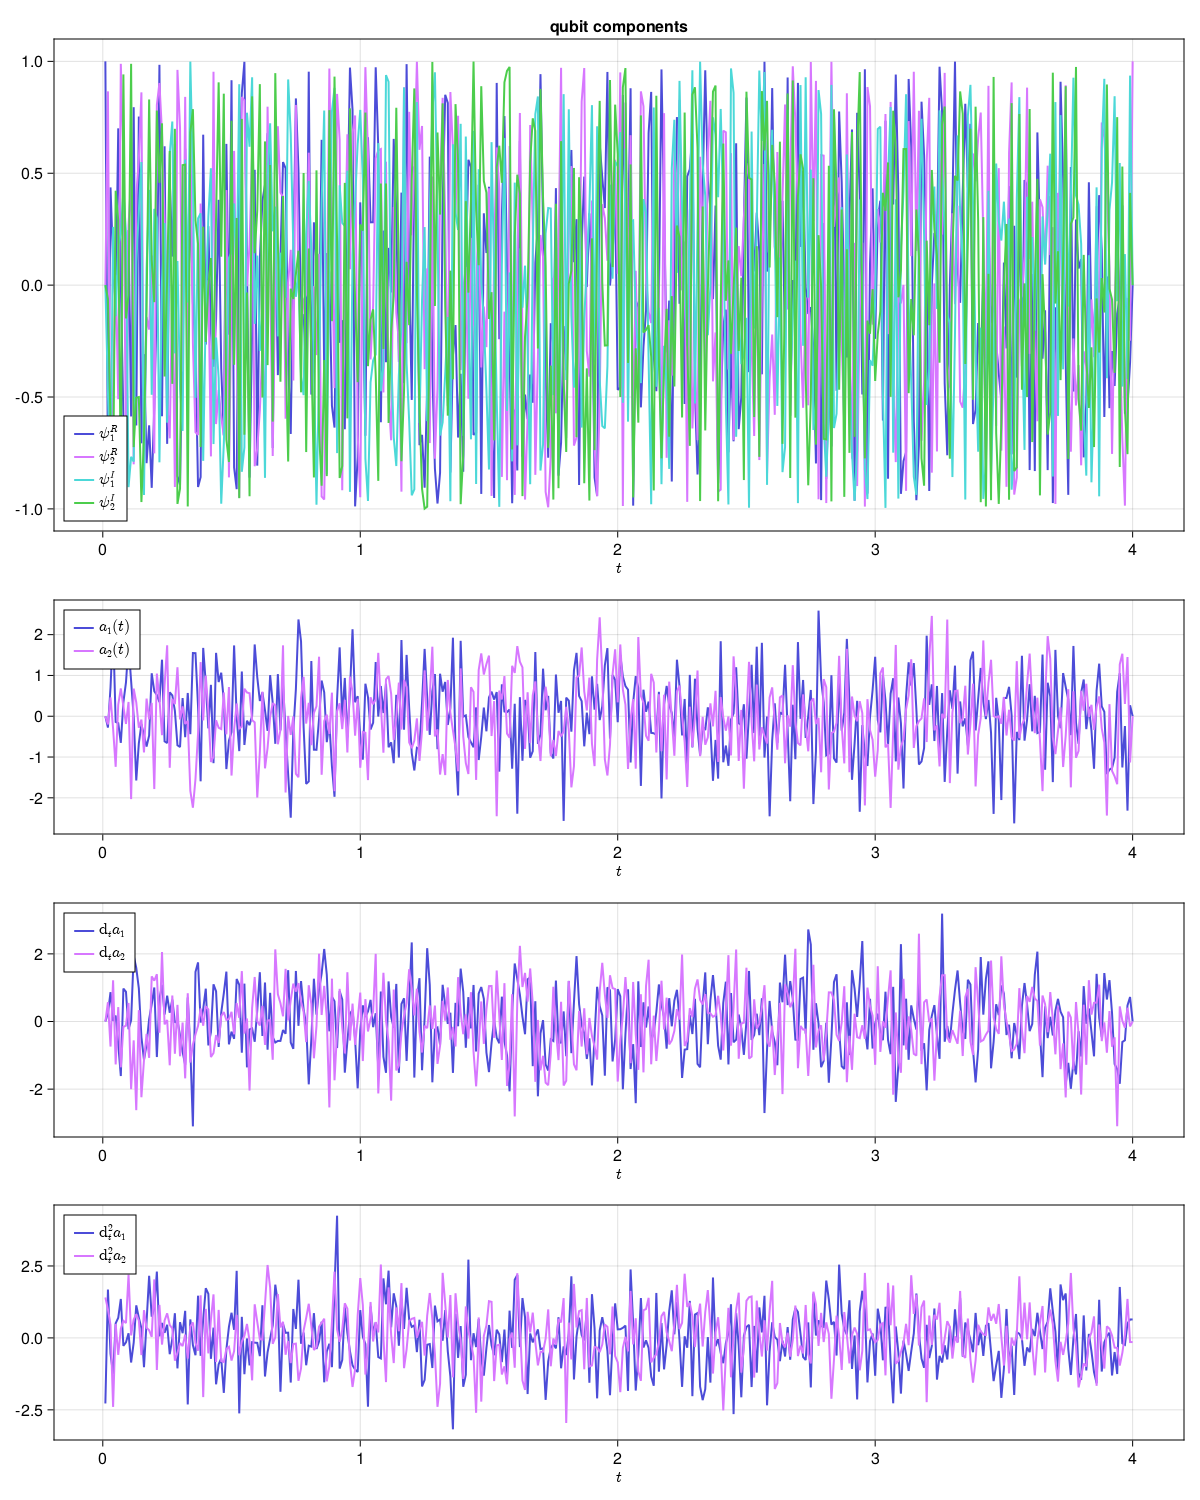 qubit components
1.0
0.5
0.0
-0.5
-1.0
ψ₁ᴿ
ψ₂ᴿ
ψ₁ᴵ
ψ₂ᴵ
0 1 2 3 4
t
2
1
0
-1
-2
a₁(t)
a₂(t)
0 1 2 3 4
t
2
0
-2
dₜa₁
dₜa₂
0 1 2 3 4
t
2.5
0.0
-2.5
dₜ²a₁
dₜ²a₂
0 1 2 3 4
t